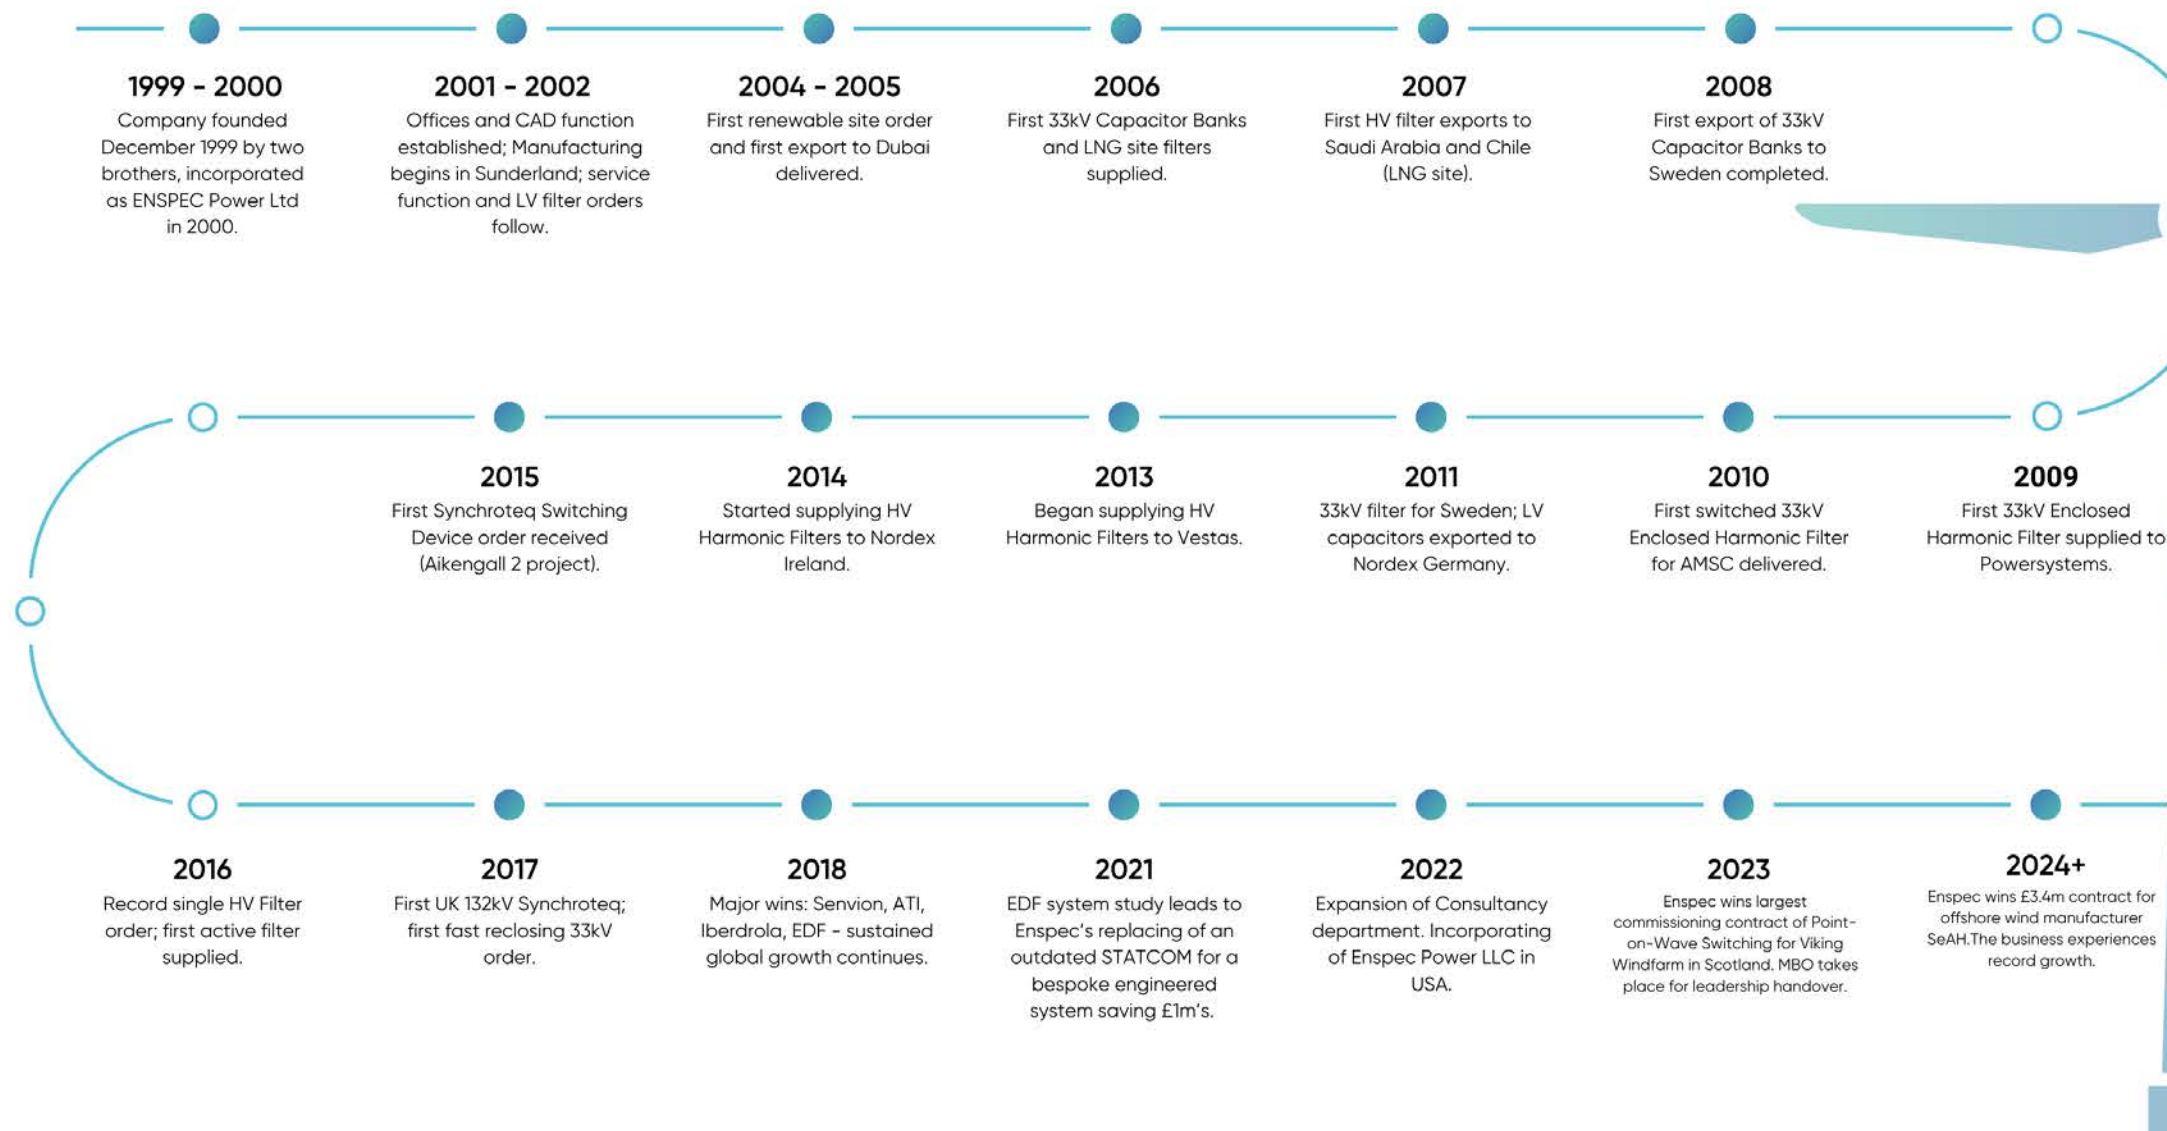 1999 - 2000
Company founded
December 1999 by two
brothers, incorporated
as ENSPEC Power Ltd
in 2000.
2001 - 2002
Offices and CAD function
established; Manufacturing
begins in Sunderland; service
function and LV filter orders
follow.
2004 - 2005
First renewable site order
and first export to Dubai
delivered.
2006
First 33kV Capacitor Banks
and LNG site filters
supplied.
2007
First HV filter exports to
Saudi Arabia and Chile
(LNG site).
2008
First export of 33kV
Capacitor Banks to
Sweden completed.
2009
First 33kV Enclosed
Harmonic Filter supplied to
Powersystems.
2010
First switched 33kV
Enclosed Harmonic Filter
for AMSC delivered.
2011
33kV filter for Sweden; LV
capacitors exported to
Nordex Germany.
2013
Began supplying HV
Harmonic Filters to Vestas.
2014
Started supplying HV
Harmonic Filters to Nordex
Ireland.
2015
First Synchroteq Switching
Device order received
(Aikengall 2 project).
2016
Record single HV Filter
order; first active filter
supplied.
2017
First UK 132kV Synchroteq;
first fast reclosing 33kV
order.
2018
Major wins: Senvion, ATI,
Iberdrola, EDF - sustained
global growth continues.
2021
EDF system study leads to
Enspec's replacing of an
outdated STATCOM for a
bespoke engineered
system saving £1m's.
2022
Expansion of Consultancy
department. Incorporating
of Enspec Power LLC in
USA.
2023
Enspec wins largest
commissioning contract of Point-
on-Wave Switching for Viking
Windfarm in Scotland. MBO takes
place for leadership handover.
2024+
Enspec wins £3.4m contract for
offshore wind manufacturer
SeAH.The business experiences
record growth.